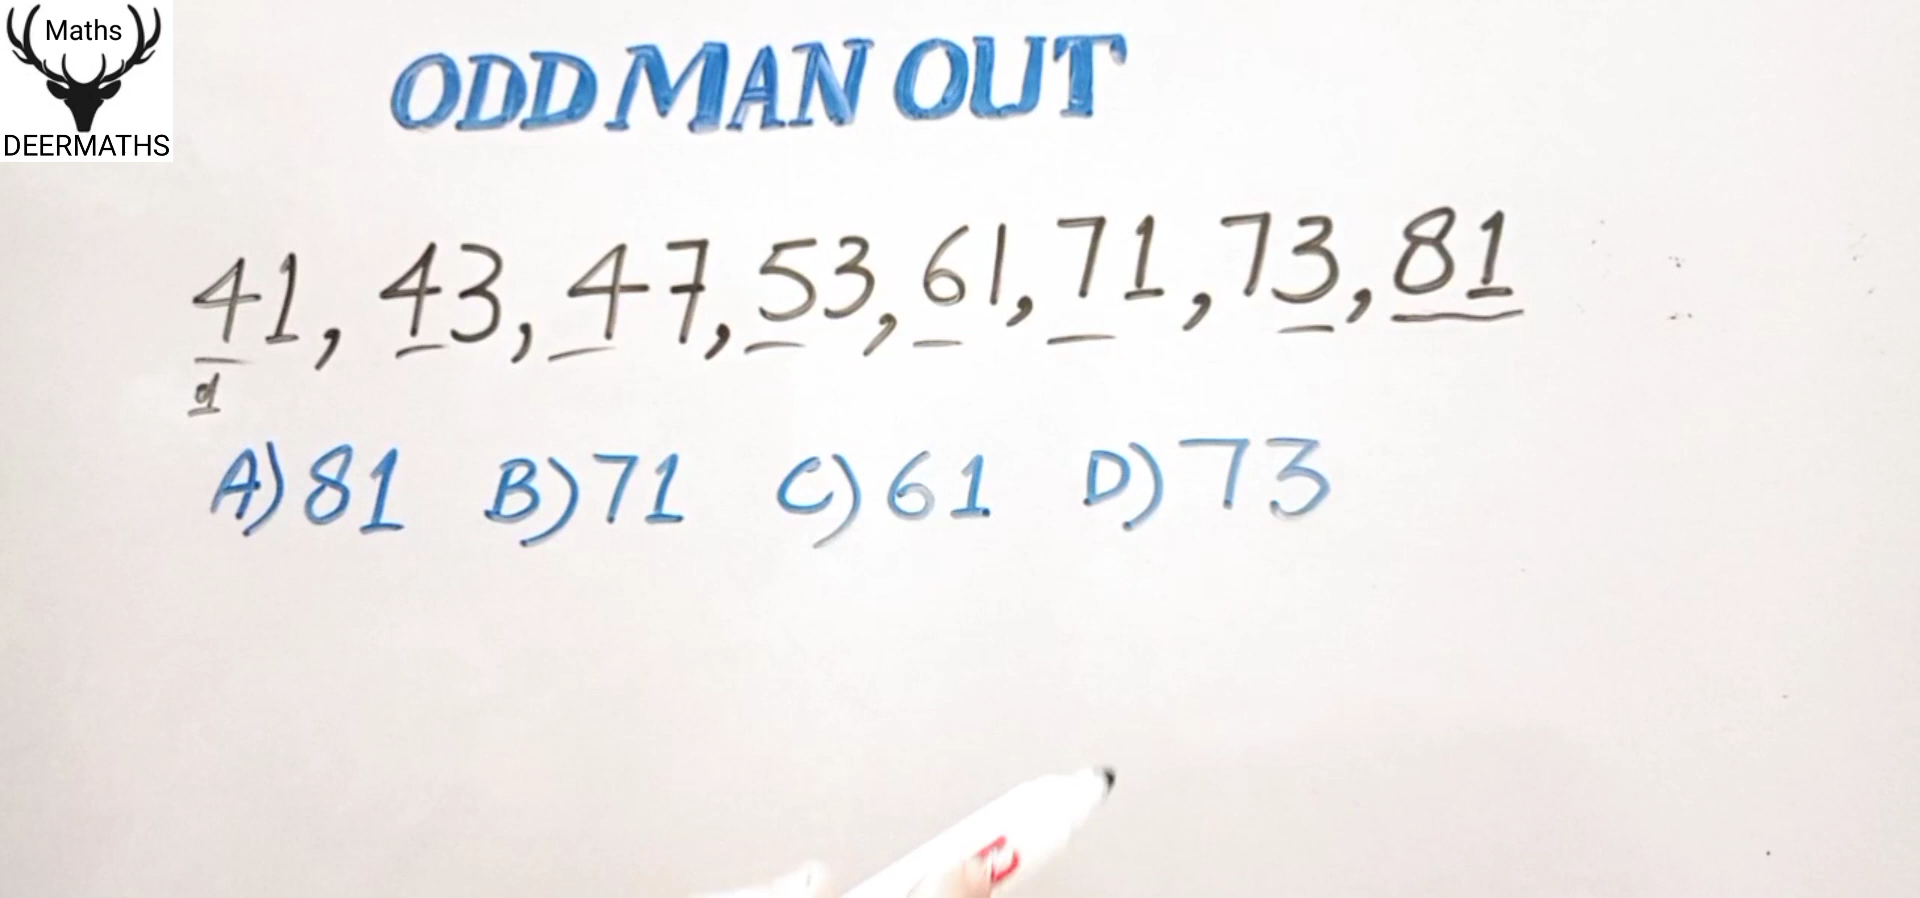 Maths
DEERMATHS
ODD MAN OUT
41, 43, 47, 53, 61, 71, 73, 81
A) 81 B) 71 C) 61 D) 73